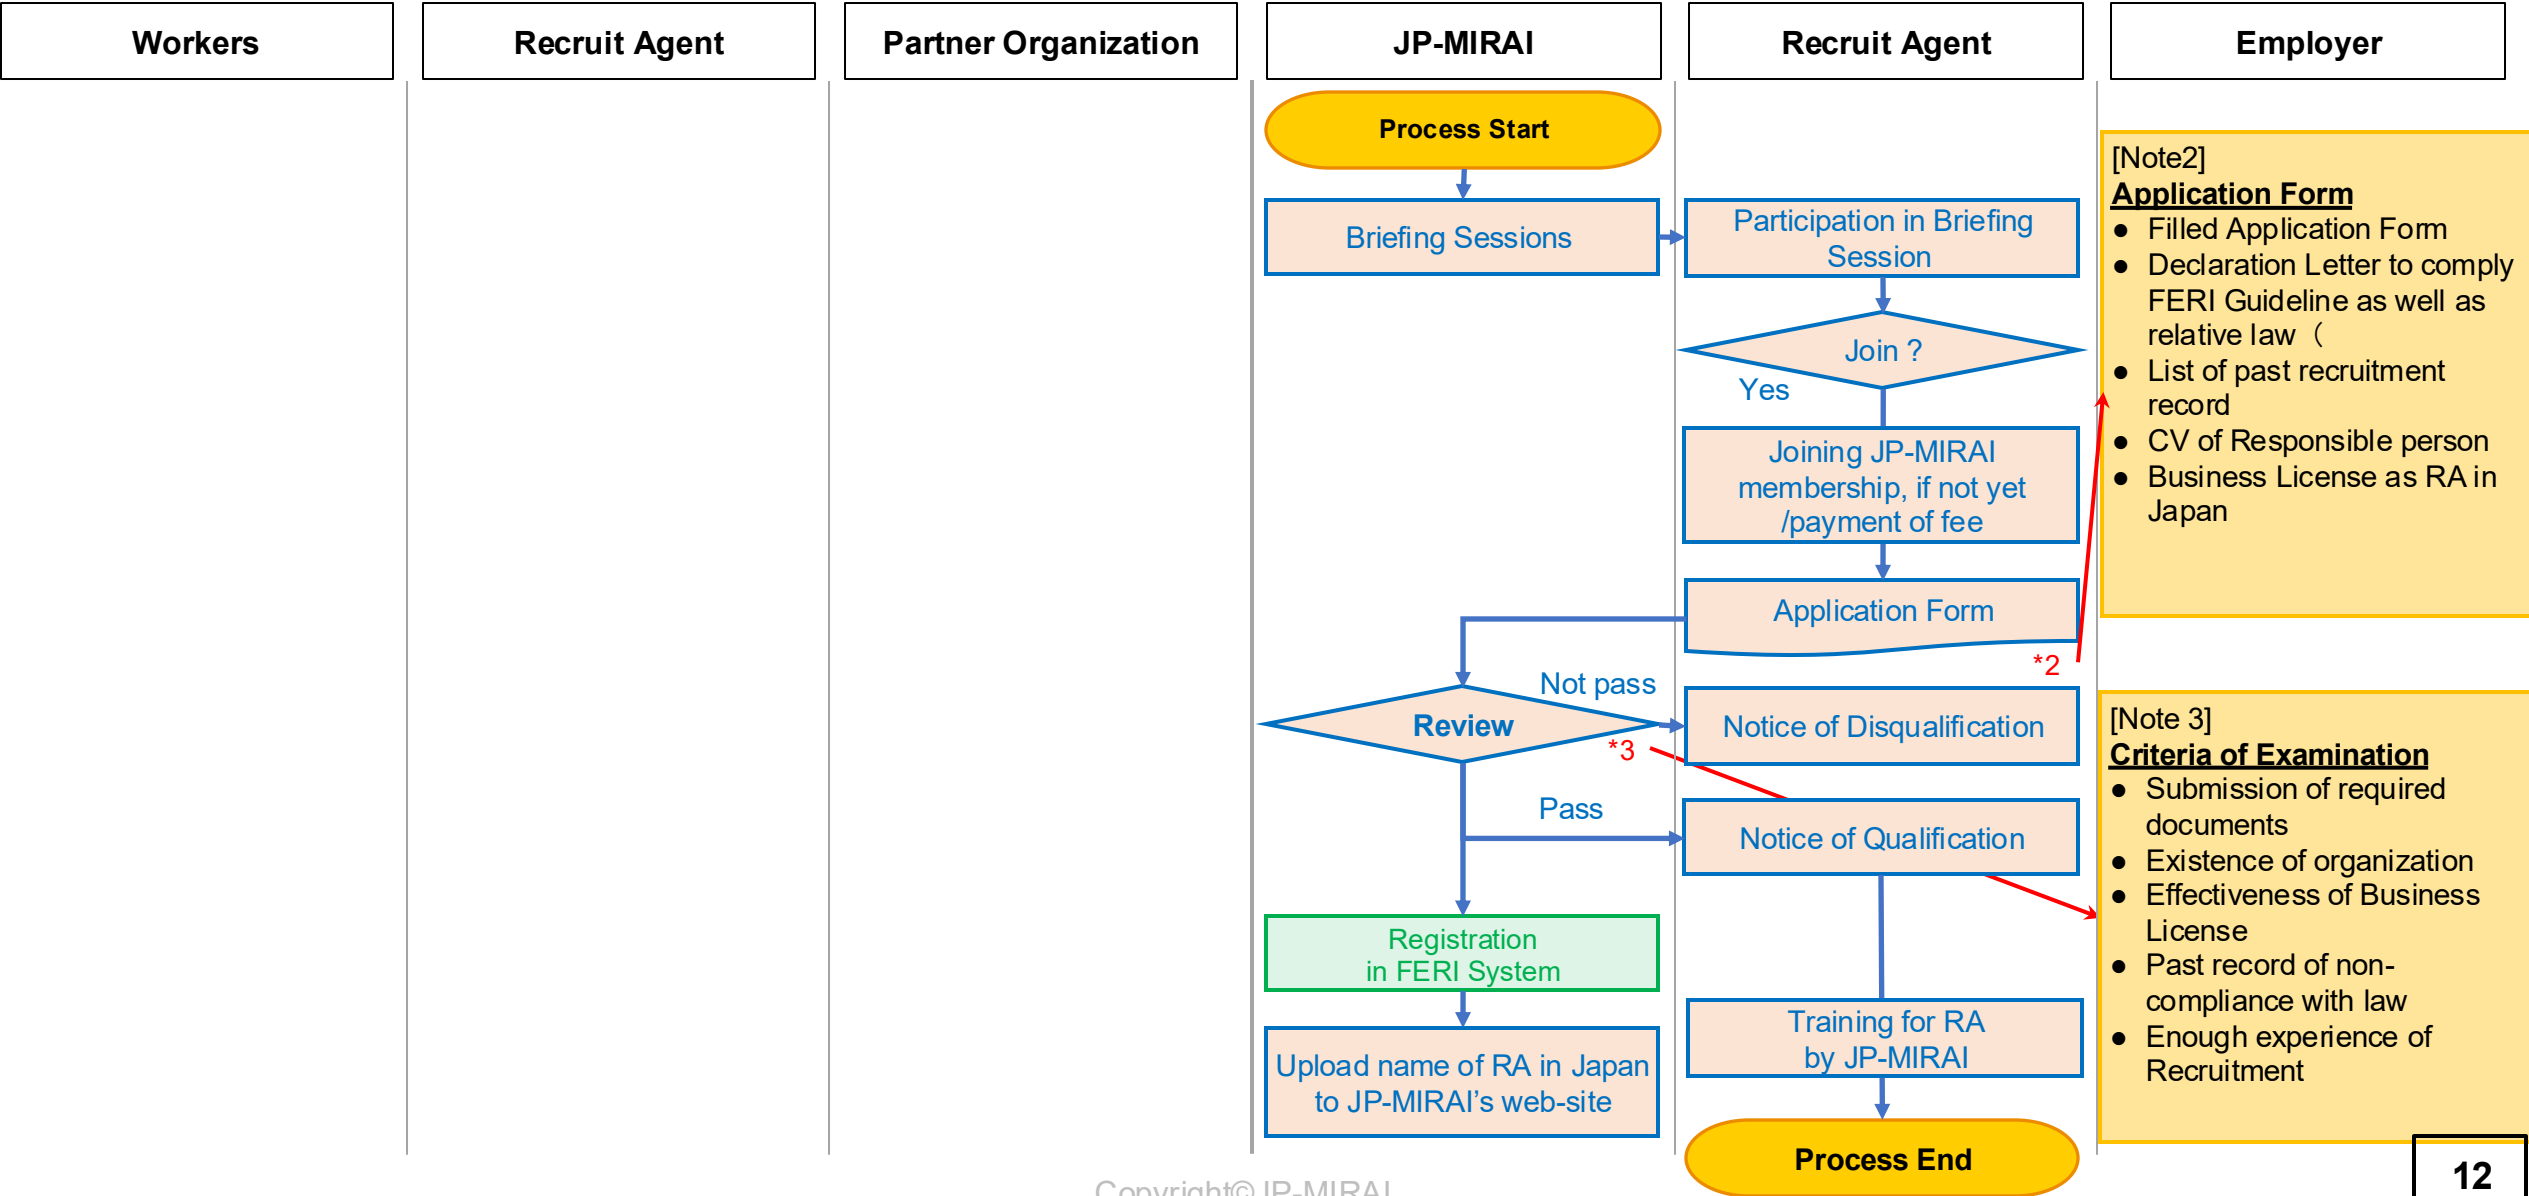 Workers
Recruit Agent
Partner Organization
JP-MIRAI
Recruit Agent
Employer
Process Start
Briefing Sessions
Participation in Briefing
Session
Join ?
Yes
Joining JP-MIRAI
membership, if not yet
/payment of fee
Application Form
*2
Not pass
Review
*3
Notice of Disqualification
Pass
Notice of Qualification
Registration
in FERI System
Upload name of RA in Japan
to JP-MIRAI’s web-site
Training for RA
by JP-MIRAI
Process End
[Note2]
Application Form
● Filled Application Form
● Declaration Letter to comply
FERI Guideline as well as
relative law（
● List of past recruitment
record
● CV of Responsible person
● Business License as RA in
Japan
[Note 3]
Criteria of Examination
● Submission of required
documents
● Existence of organization
● Effectiveness of Business
License
● Past record of non-
compliance with law
● Enough experience of
Recruitment
Copyright© JP-MIRAI
12